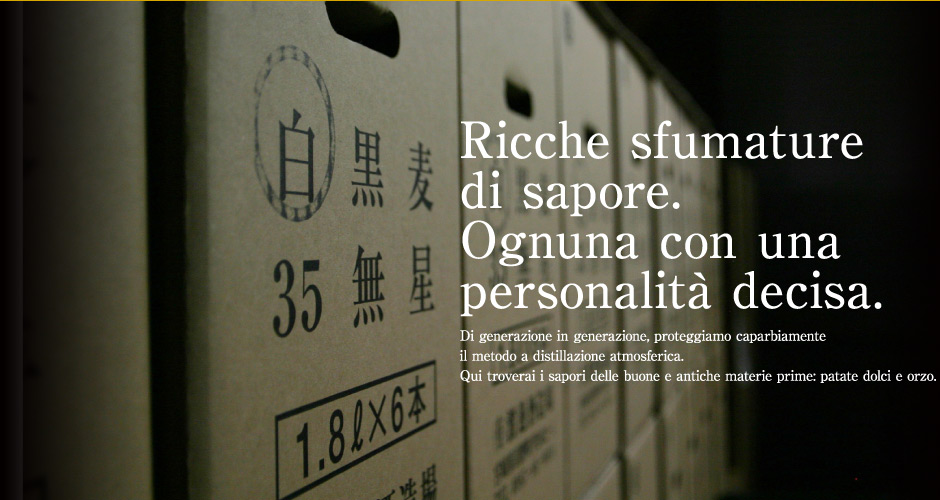 白 黒 麦
35 無 星
1.8ℓ×6本
Ricche sfumature
di sapore.
Ognuna con una
personalità decisa.
Di generazione in generazione, proteggiamo caparbiamente
il metodo a distillazione atmosferica.
Qui troverai i sapori delle buone e antiche materie prime: patate dolci e orzo.